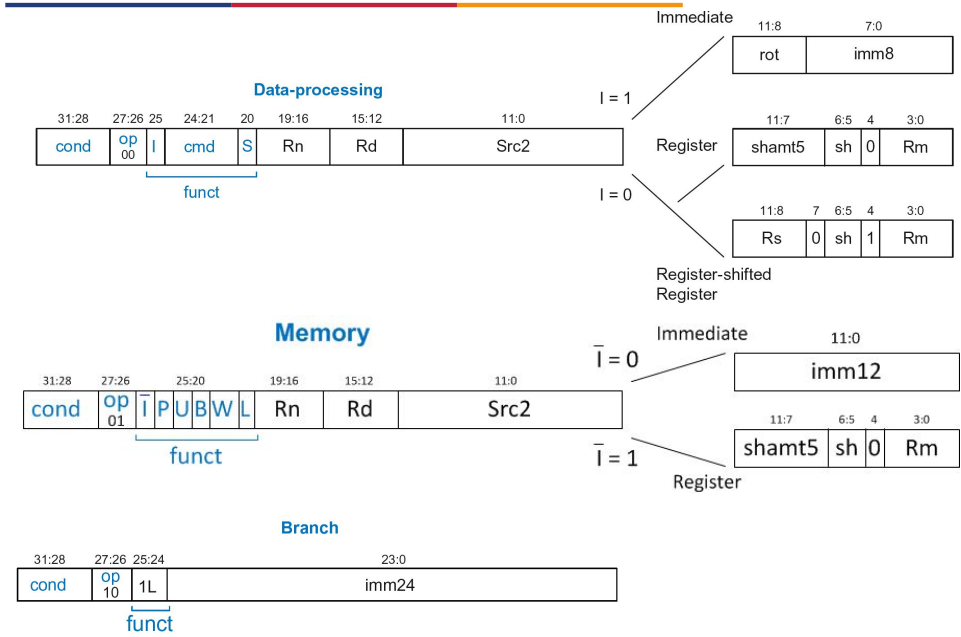 Immediate
11:8 7:0
rot imm8
Data-processing
I = 1
31:28 27:26 25 24:21 20 19:16 15:12 11:0
cond op 00 I cmd S Rn Rd Src2
funct
Register
11:7 6:5 4 3:0
shamt5 sh 0 Rm
I = 0
11:8 7 6:5 4 3:0
Rs 0 sh 1 Rm
Register-shifted
Register
Memory
Immediate
11:0
imm12
Ī = 0
31:28 27:26 25:20 19:16 15:12 11:0
cond op 01 Ī P U B W L Rn Rd Src2
funct
Ī = 1
11:7 6:5 4 3:0
shamt5 sh 0 Rm
Register
Branch
31:28 27:26 25:24 23:0
cond op 10 1L imm24
funct